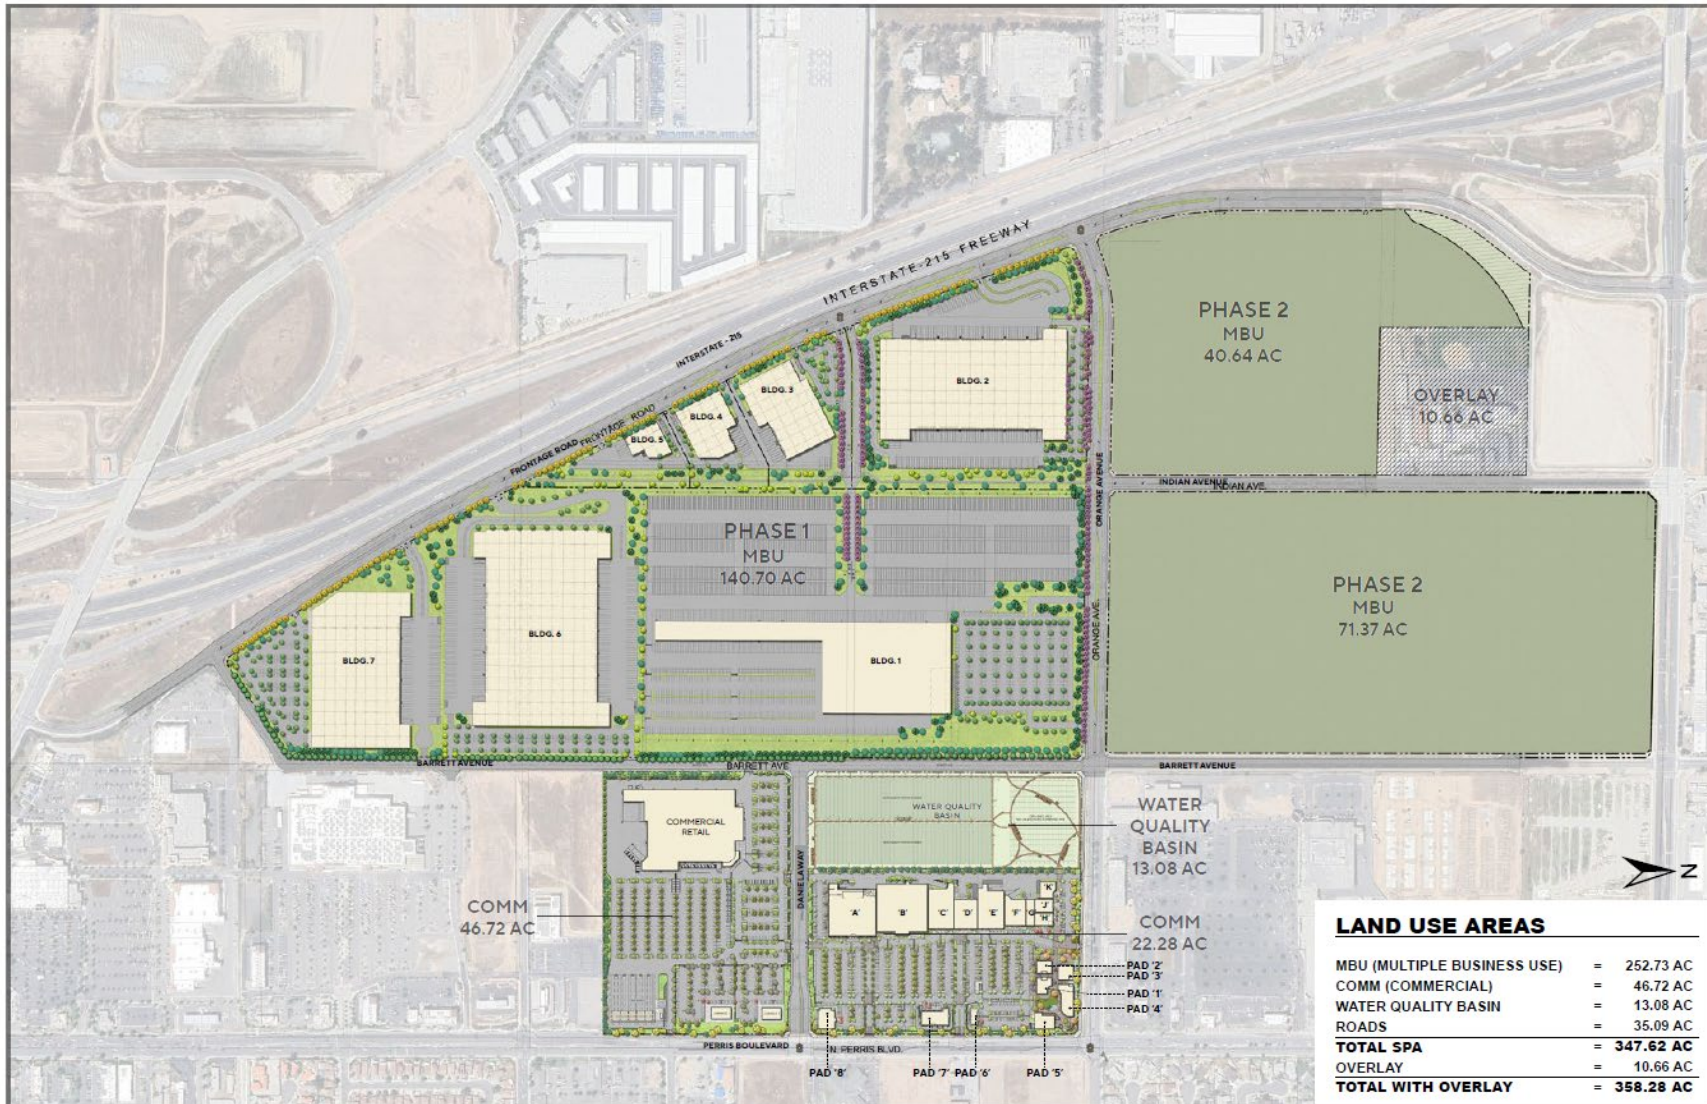 INTERSTATE-215 FREEWAY
INTERSTATE - 215
FRONTAGE ROAD
FRONTAGE ROAD
PHASE 2
MBU
40.64 AC
OVERLAY
10.66 AC
BLDG. 2
BLDG. 3
BLDG. 4
BLDG. 5
INDIAN AVENUE
INDIAN AVE.
ORANGE AVENUE
ORANGE AVE.
PHASE 1
MBU
140.70 AC
PHASE 2
MBU
71.37 AC
BLDG. 6
BLDG. 7
BLDG. 1
BARRETT AVENUE
BARRETT AVE
BARRETT AVENUE
COMMERCIAL
RETAIL
WATER QUALITY
BASIN
WATER
QUALITY
BASIN
13.08 AC
DANIELAWAY
COMM
46.72 AC
'A'
'B'
'C'
'D'
'E'
'F'
'G'
'H'
'J'
'K'
COMM
22.28 AC
PAD '2'
PAD '3'
PAD '1'
PAD '4'
PERRIS BOULEVARD
N. PERRIS BLVD.
PAD '8'
PAD '7'
PAD '6'
PAD '5'
N
LAND USE AREAS
MBU (MULTIPLE BUSINESS USE) = 252.73 AC
COMM (COMMERCIAL) = 46.72 AC
WATER QUALITY BASIN = 13.08 AC
ROADS = 35.09 AC
TOTAL SPA = 347.62 AC
OVERLAY = 10.66 AC
TOTAL WITH OVERLAY = 358.28 AC